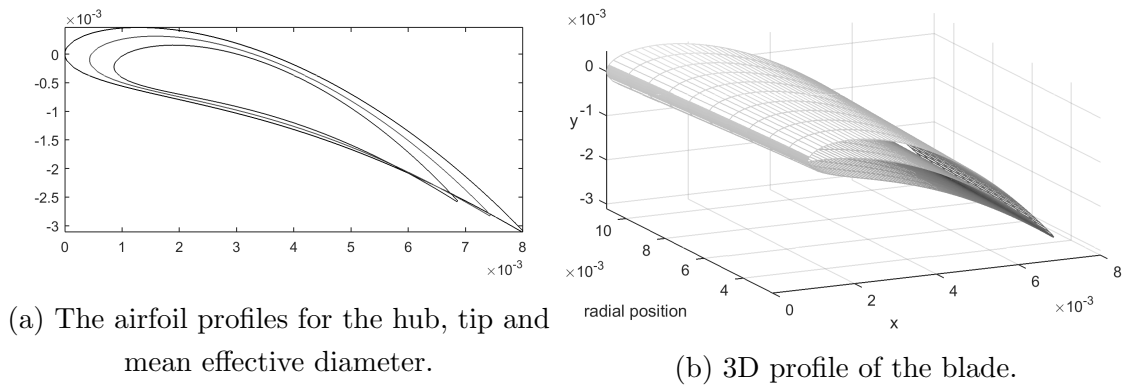 ×10⁻³
0
-0.5
-1
-1.5
-2
-2.5
-3
0 1 2 3 4 5 6 7 8
×10⁻³
(a) The airfoil profiles for the hub, tip and
mean effective diameter.
×10⁻³
0
y -1
-2
-3
10
8
6
4
×10⁻³
radial position
0 2 4 6 8
×10⁻³
x
(b) 3D profile of the blade.